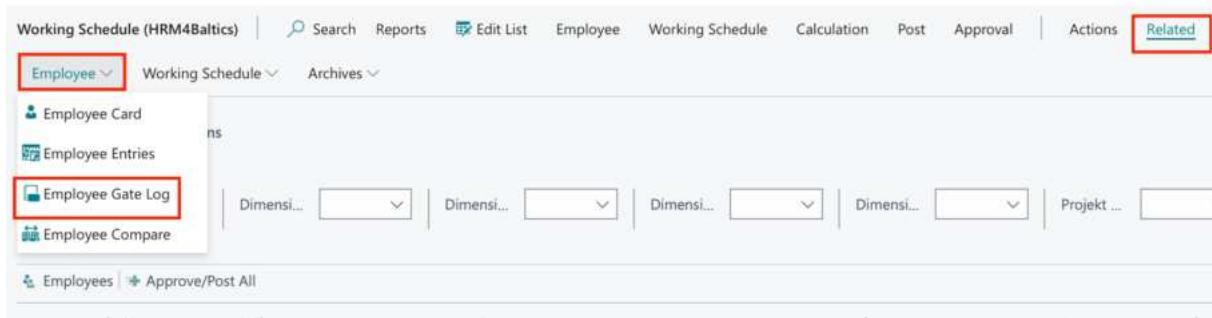 Working Schedule (HRM4Baltics) Search Reports Edit List Employee Working Schedule Calculation Post Approval Actions Related
Employee Working Schedule Archives
Employee Card
ns
Employee Entries
Employee Gate Log
Dimensi... Dimensi... Dimensi... Dimensi... Projekt ...
Employee Compare
Employees Approve/Post All